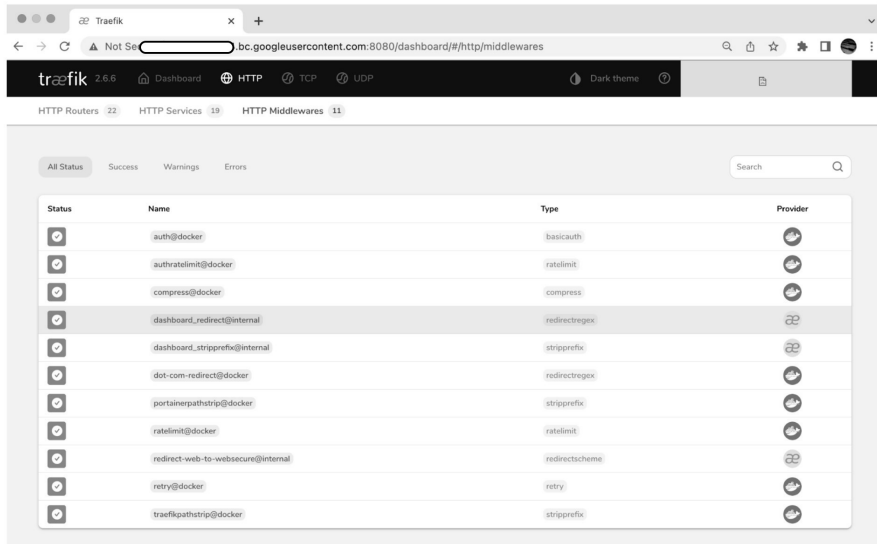 Traefik
Not Se .bc.googleusercontent.com:8080/dashboard/#/http/middlewares
træfik 2.6.6 Dashboard HTTP TCP UDP Dark theme
HTTP Routers 22 HTTP Services 19 HTTP Middlewares 11
All Status Success Warnings Errors Search
Status Name Type Provider
auth@docker basicauth
authratelimit@docker ratelimit
compress@docker compress
dashboard_redirect@internal redirectregex
dashboard_stripprefix@internal stripprefix
dot-com-redirect@docker redirectregex
portainerpathstrip@docker stripprefix
ratelimit@docker ratelimit
redirect-web-to-websecure@internal redirectscheme
retry@docker retry
traefikpathstrip@docker stripprefix